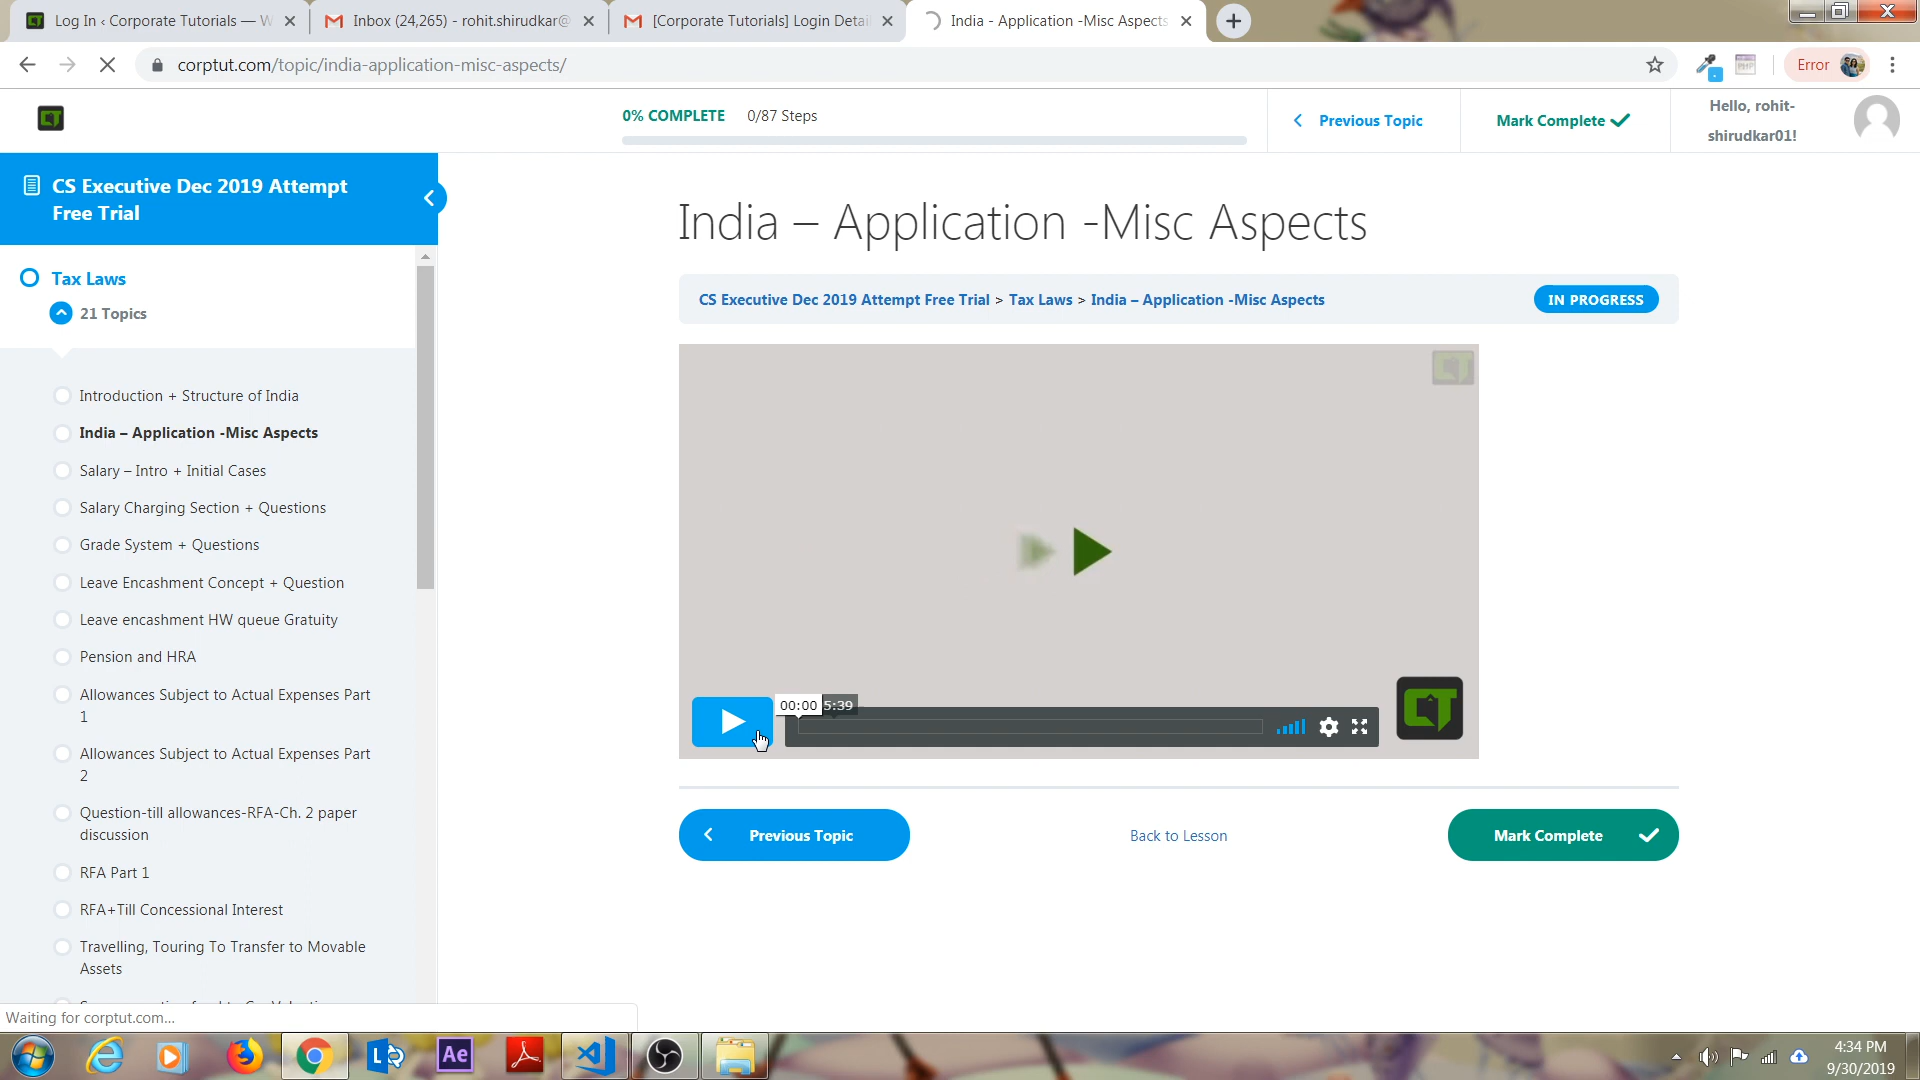 Log In ‹ Corporate Tutorials — W
Inbox (24,265) - rohit.shirudkar@
[Corporate Tutorials] Login Detai
India - Application -Misc Aspects
corptut.com/topic/india-application-misc-aspects/
Error
0% COMPLETE 0/87 Steps
Previous Topic
Mark Complete
Hello, rohit-
shirudkar01!
CS Executive Dec 2019 Attempt
Free Trial
Tax Laws
21 Topics
Introduction + Structure of India
India – Application -Misc Aspects
Salary – Intro + Initial Cases
Salary Charging Section + Questions
Grade System + Questions
Leave Encashment Concept + Question
Leave encashment HW queue Gratuity
Pension and HRA
Allowances Subject to Actual Expenses Part
1
Allowances Subject to Actual Expenses Part
2
Question-till allowances-RFA-Ch. 2 paper
discussion
RFA Part 1
RFA+Till Concessional Interest
Travelling, Touring To Transfer to Movable
Assets
India – Application -Misc Aspects
CS Executive Dec 2019 Attempt Free Trial > Tax Laws > India – Application -Misc Aspects
IN PROGRESS
00:00 5:39
CT
Previous Topic
Back to Lesson
Mark Complete
Waiting for corptut.com...
Ae
4:34 PM
9/30/2019